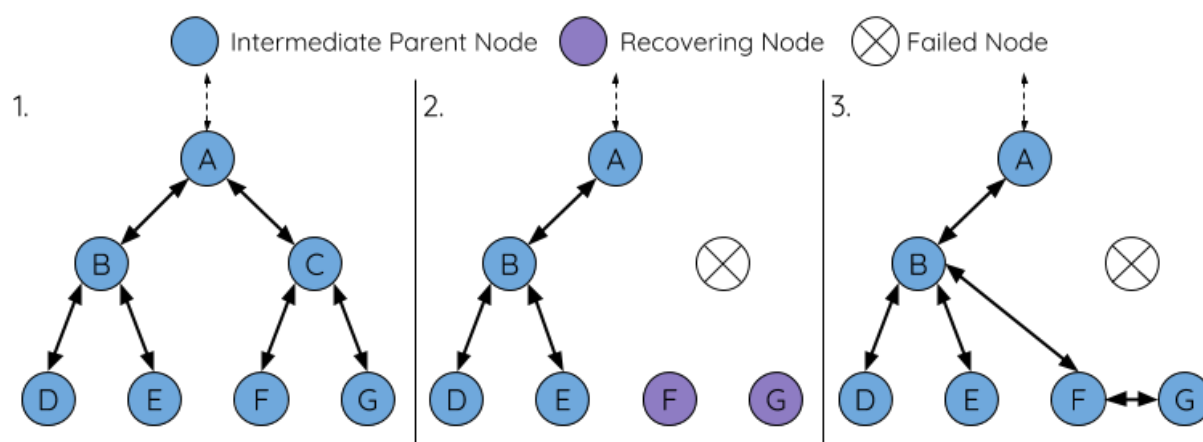 Intermediate Parent Node Recovering Node Failed Node
1. 2. 3.
A A A
B C B B
D E F G D E F G D E F G